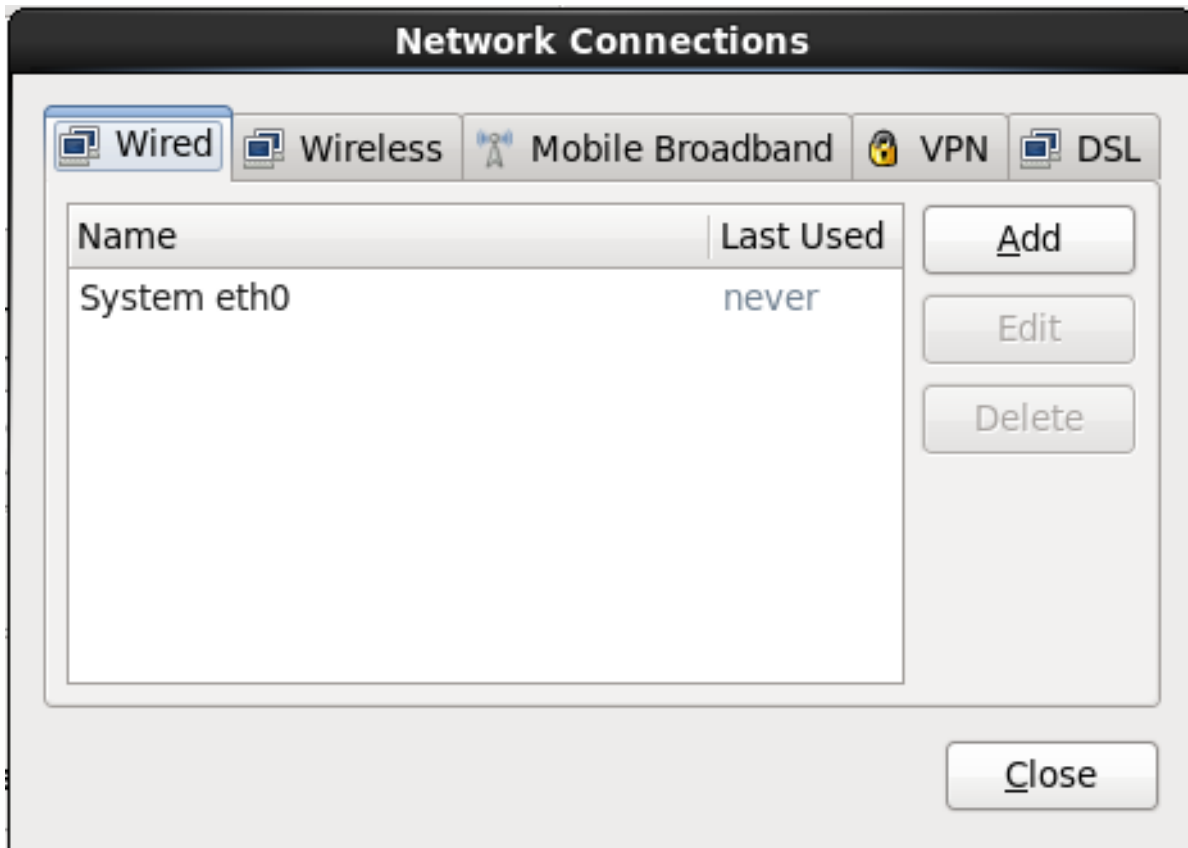 Network Connections
Wired Wireless Mobile Broadband VPN DSL
Name Last Used Add
System eth0 never
Edit
Delete
Close